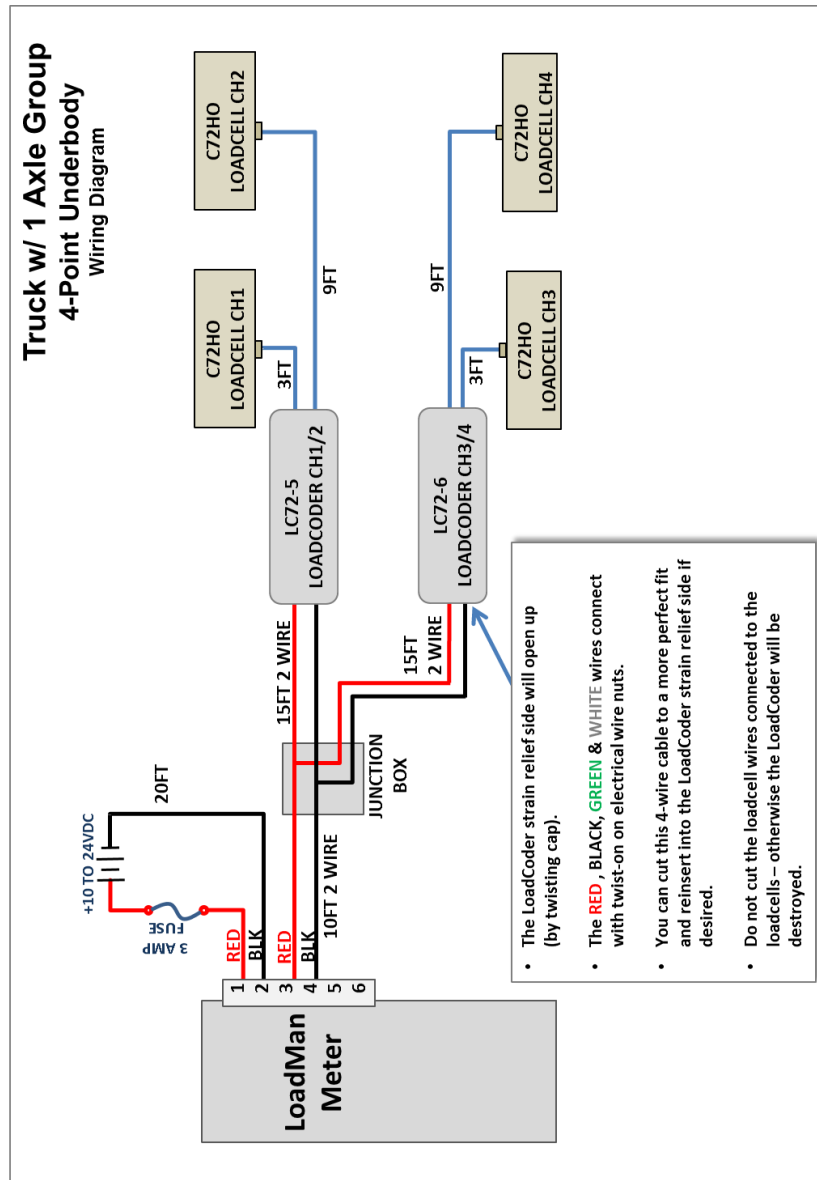 Truck w/ 1 Axle Group
4-Point Underbody
Wiring Diagram
LoadMan
Meter
1
2
3
4
5
6
RED
BLK
RED
BLK
3 AMP
FUSE
+10 TO 24VDC
20FT
10FT 2 WIRE
JUNCTION
BOX
15FT 2 WIRE
15FT
2 WIRE
LC72-5
LOADCODER CH1/2
LC72-6
LOADCODER CH3/4
3FT
9FT
3FT
9FT
C72HO
LOADCELL CH1
C72HO
LOADCELL CH2
C72HO
LOADCELL CH3
C72HO
LOADCELL CH4
• The LoadCoder strain relief side will open up
(by twisting cap).
• The RED , BLACK, GREEN & WHITE wires connect
with twist-on electrical wire nuts.
• You can cut this 4-wire cable to a more perfect fit
and reinsert into the LoadCoder strain relief side if
desired.
• Do not cut the loadcell wires connected to the
loadcells – otherwise the LoadCoder will be
destroyed.